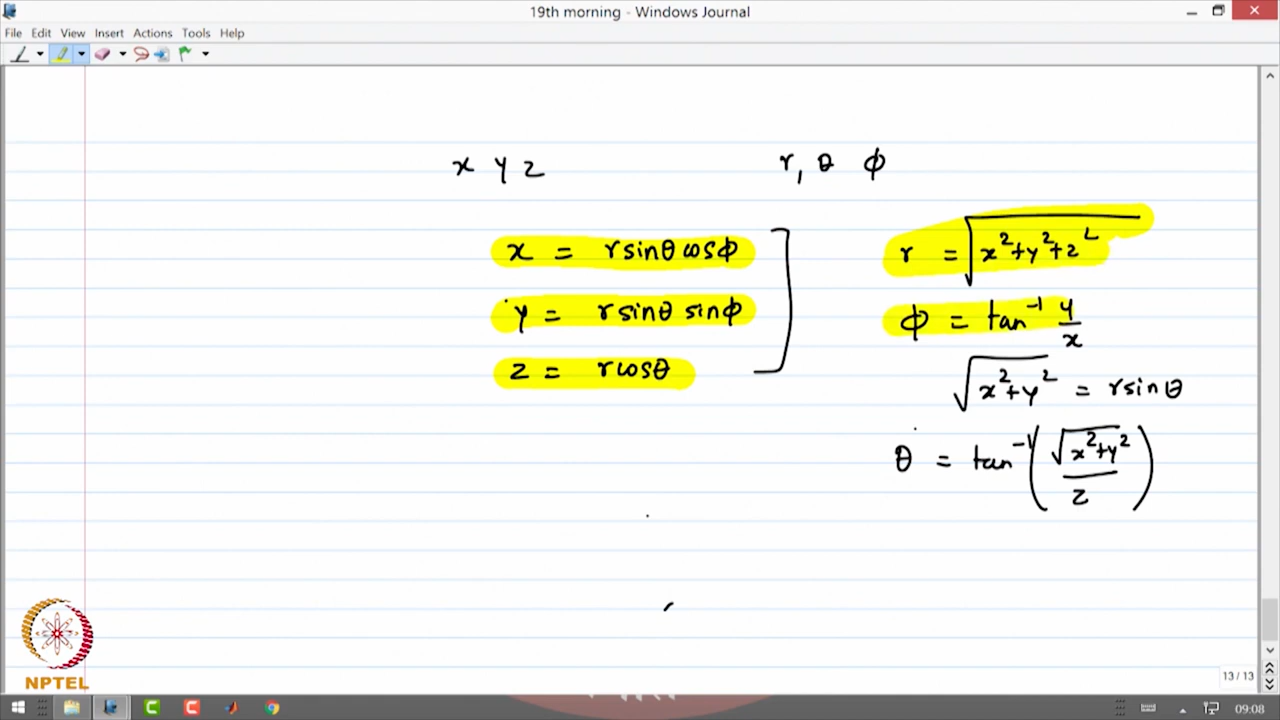 19th morning - Windows Journal
File Edit View Insert Actions Tools Help
x y z r, θ φ
x = r sinθ cosφ
y = r sinθ sinφ
z = r cosθ
r = √(x²+y²+z²)
φ = tan⁻¹ y/x
√(x²+y²) = r sinθ
θ = tan⁻¹(√(x²+y²)/z)
NPTEL
13 / 13
09:08